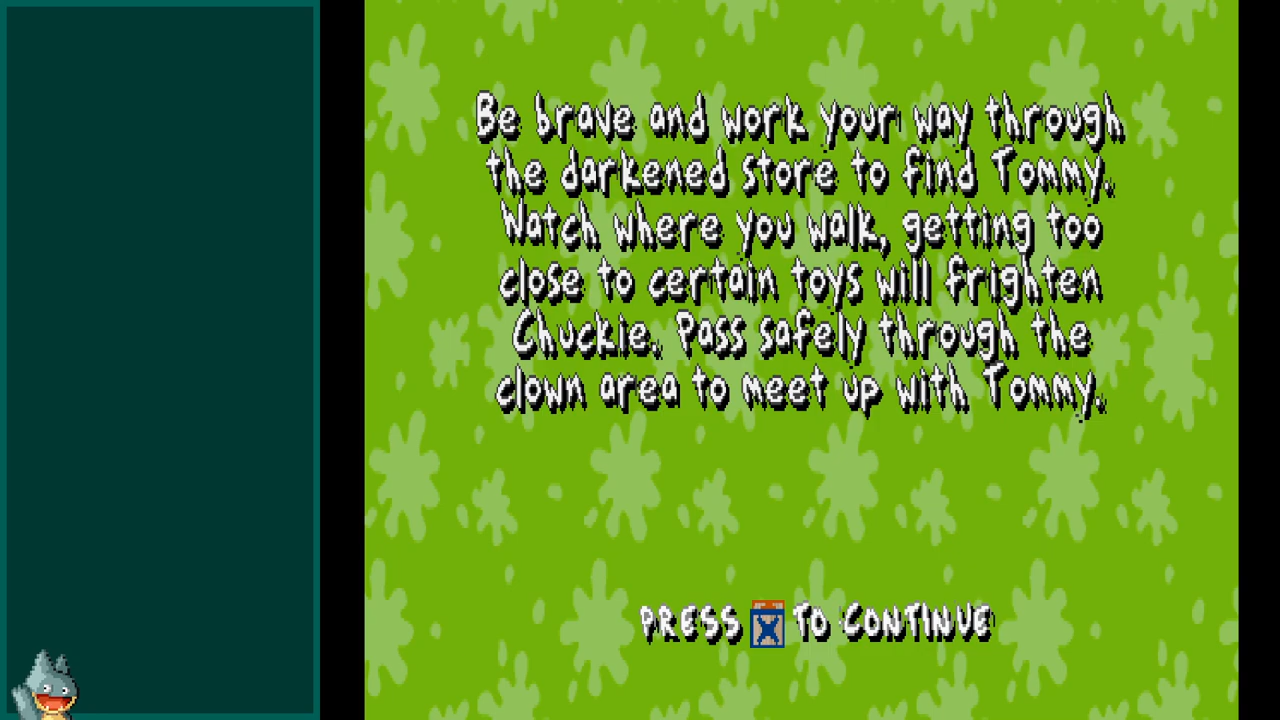 Be brave and work your way through
the darkened store to find Tommy.
Watch where you walk, getting too
close to certain toys will frighten
Chuckie. Pass safely through the
clown area to meet up with Tommy.
PRESS X TO CONTINUE